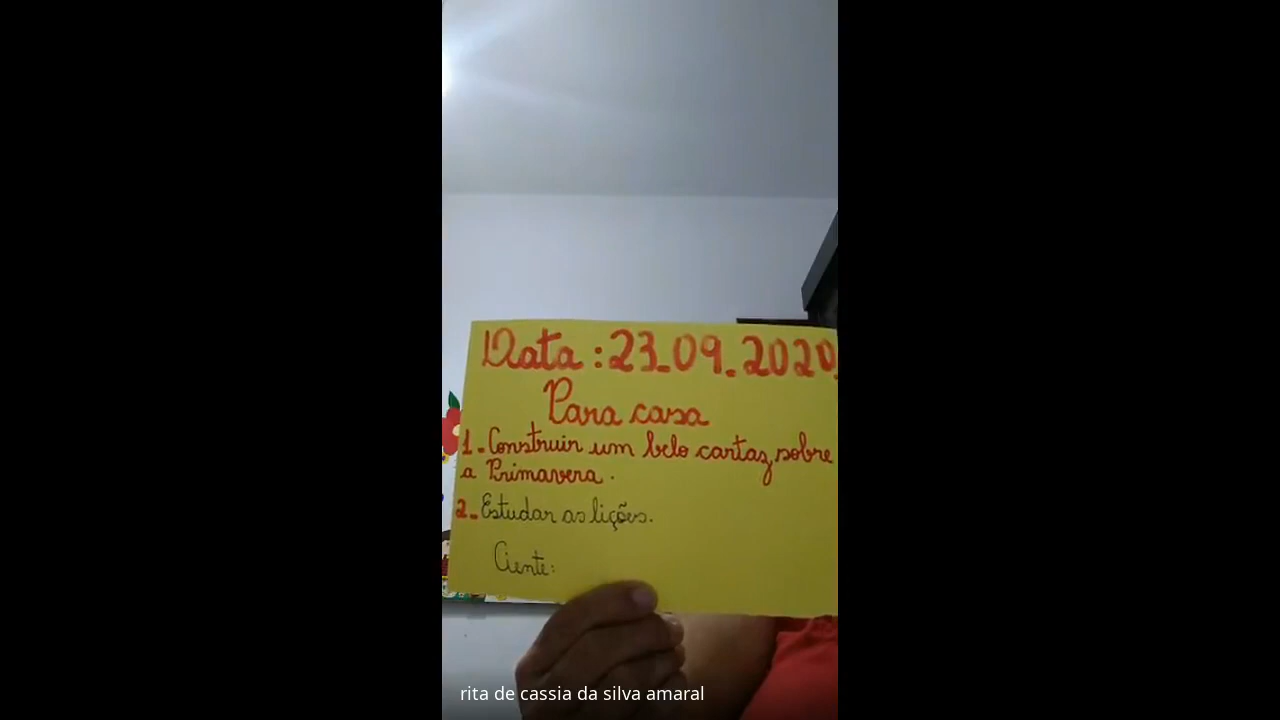 Data: 23.09.2020.
Para casa
1. Construir um belo cartaz sobre
a Primavera.
2. Estudar as lições.
Ciente:
rita de cassia da silva amaral